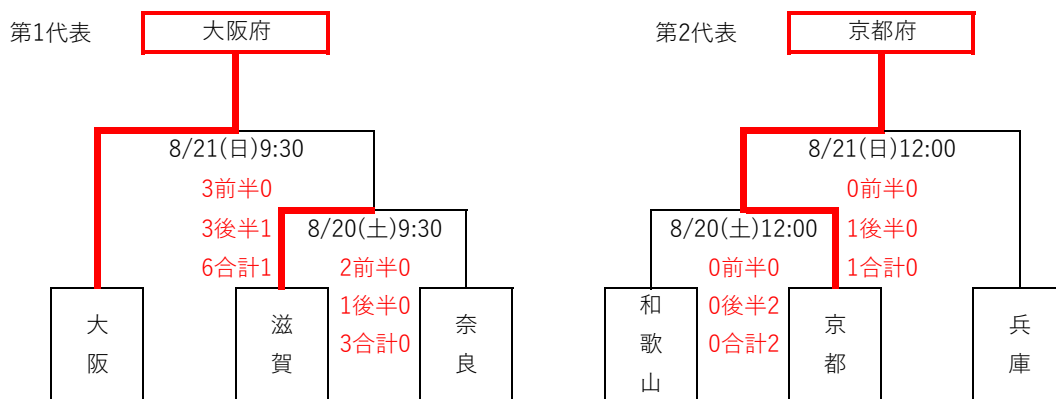 第1代表
大阪府
8/21(日)9:30
3前半0
3後半1
6合計1
8/20(土)9:30
2前半0
1後半0
3合計0
大阪
滋賀
奈良
第2代表
京都府
8/21(日)12:00
0前半0
1後半0
1合計0
8/20(土)12:00
0前半0
0後半2
0合計2
和歌山
京都
兵庫